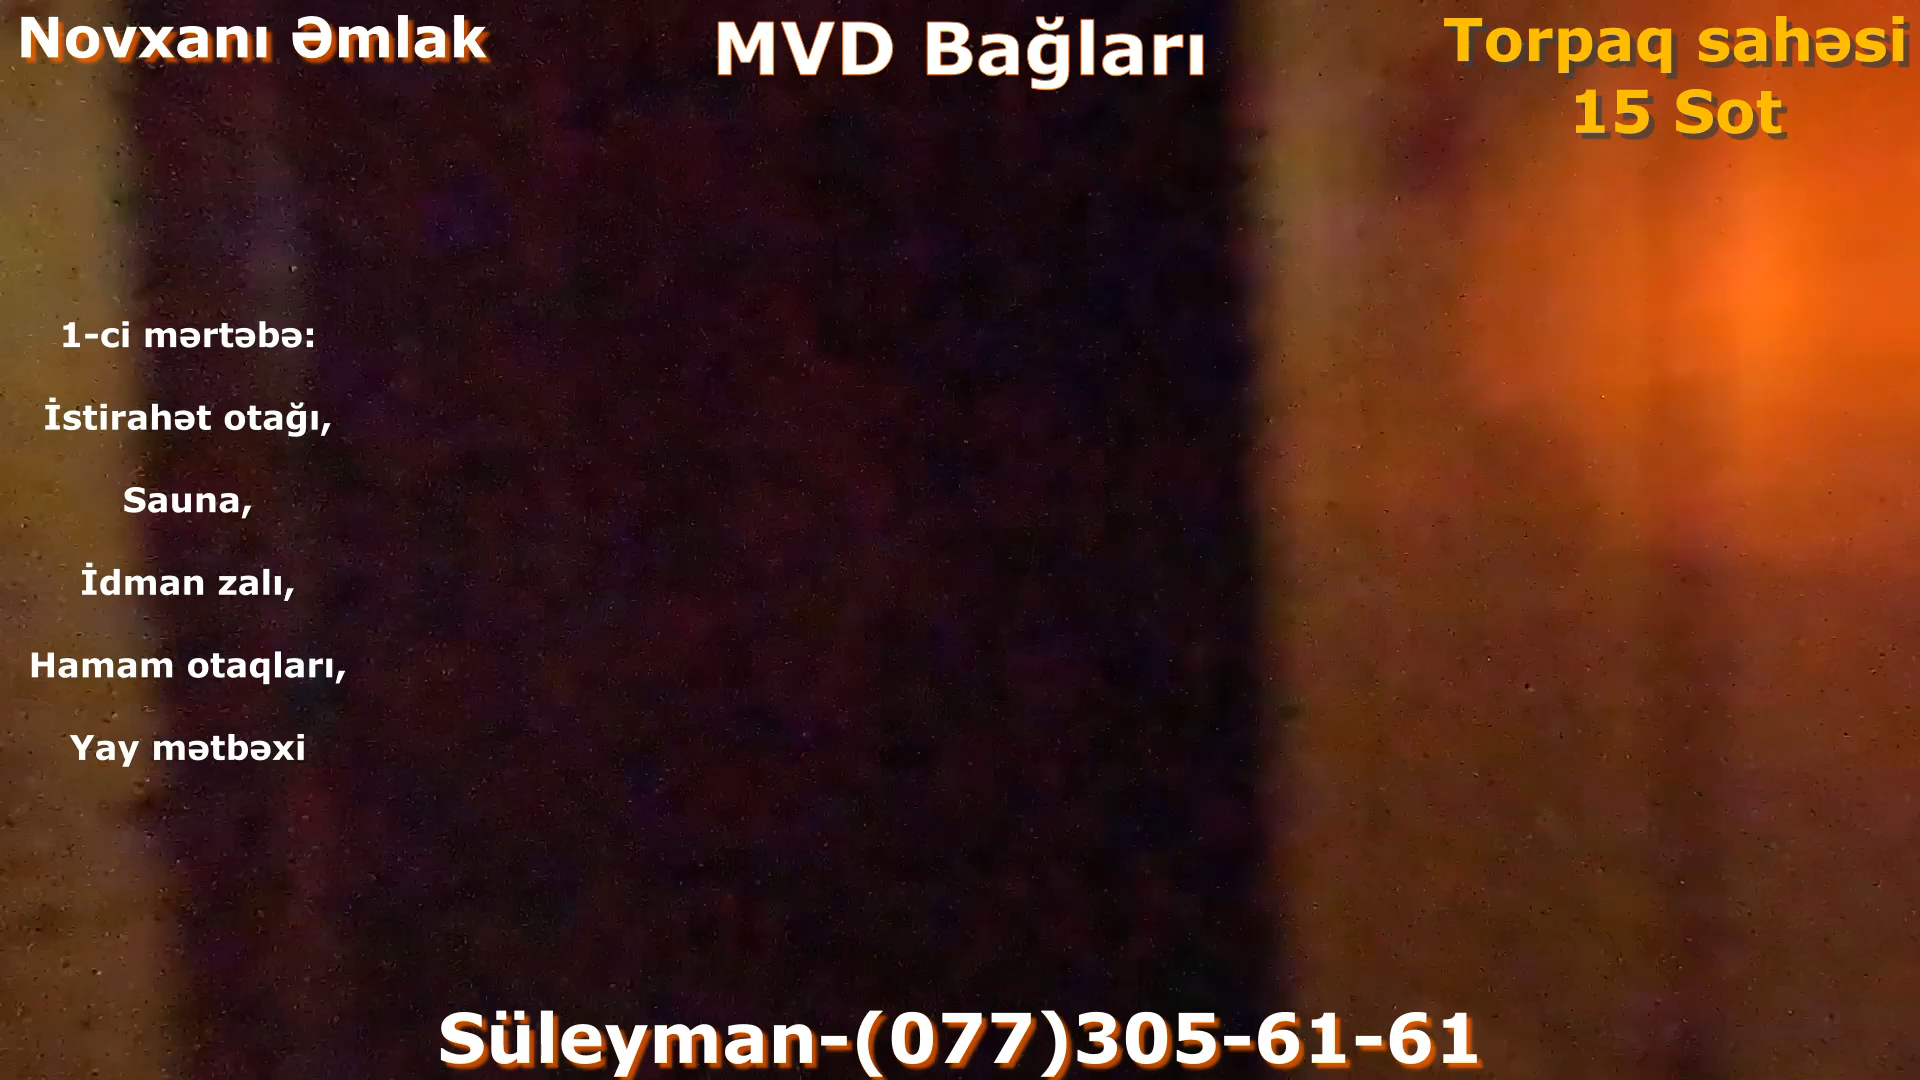 Novxanı Əmlak
MVD Bağları
Torpaq sahəsi
15 Sot
1-ci mərtəbə:
İstirahət otağı,
Sauna,
İdman zalı,
Hamam otaqları,
Yay mətbəxi
Süleyman-(077)305-61-61